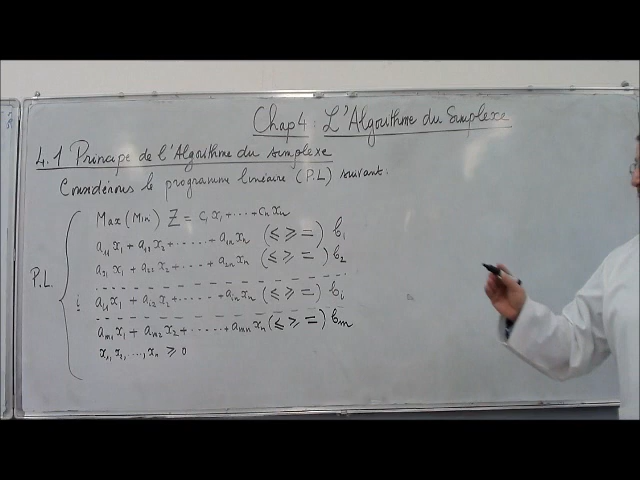 Chap4: L'Algorithme du Simplexe
4.1 Principe de l'Algorithme du simplexe
Considérons le programme linéaire (P.L) suivant.
Max (Min) Z = c₁x₁ + ---- + cₙxₙ
a₁₁x₁ + a₁₂x₂ + ...... + a₁ₙxₙ (≤ ≥ =) b₁
a₂₁x₁ + a₂₂x₂ + .... + a₂ₙxₙ (≤ ≥ =) b₂
P.L.
i aᵢ₁x₁ + aᵢ₂x₂ + ...... + aᵢₙxₙ (≤ ≥ =) bᵢ
aₘ₁x₁ + aₘ₂x₂ + ...... + aₘₙxₙ (≤ ≥ =) bₘ
x₁, x₂, ..., xₙ ≥ 0